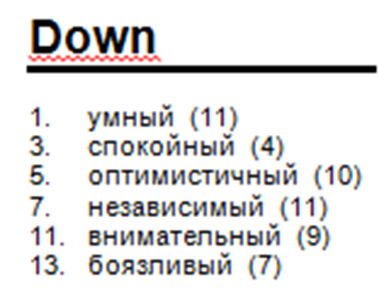 Down
1. умный (11)
3. спокойный (4)
5. оптимистичный (10)
7. независимый (11)
11. внимательный (9)
13. боязливый (7)